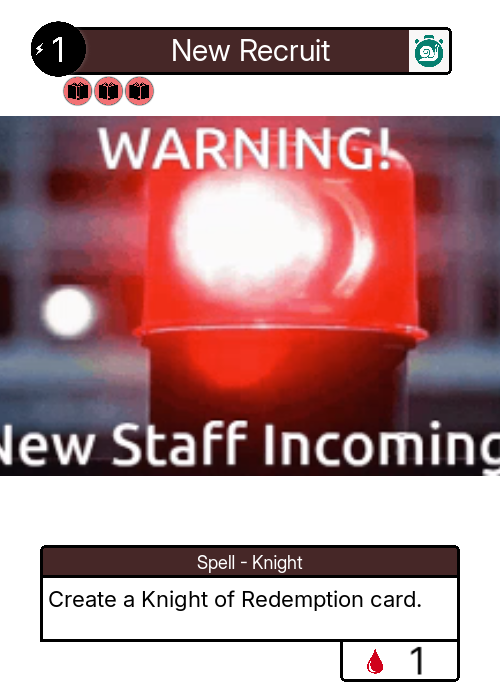 1
New Recruit
WARNING!
New Staff Incoming
Spell - Knight
Create a Knight of Redemption card.
1